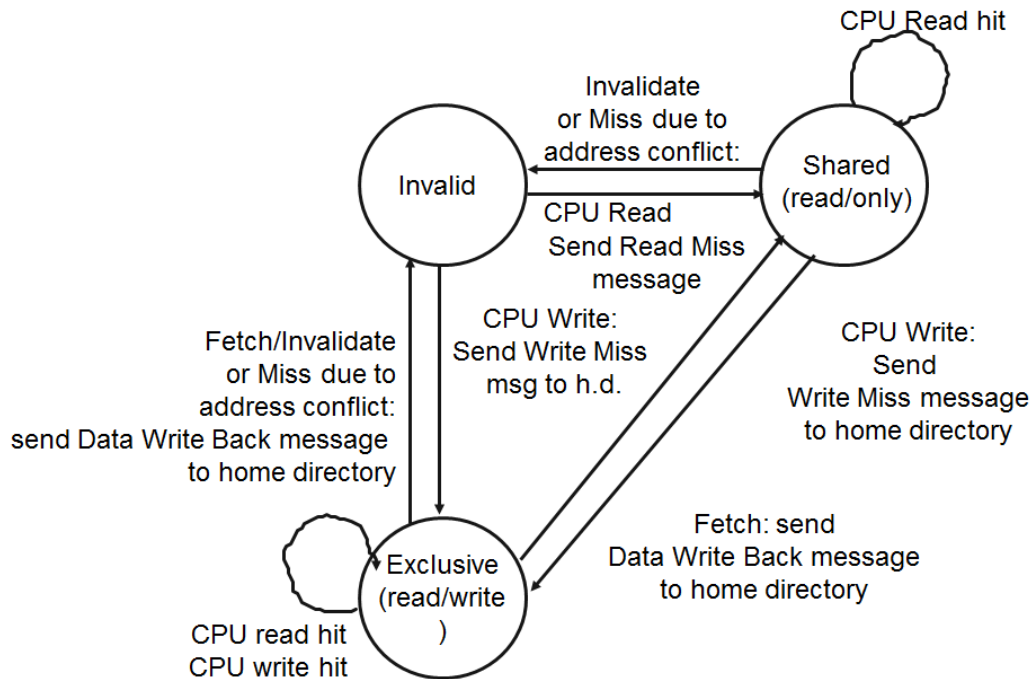 CPU Read hit
Invalidate
or Miss due to
address conflict:
Invalid
Shared
(read/only)
CPU Read
Send Read Miss
message
CPU Write:
Send Write Miss
msg to h.d.
Fetch/Invalidate
or Miss due to
address conflict:
send Data Write Back message
to home directory
CPU Write:
Send
Write Miss message
to home directory
Fetch: send
Data Write Back message
to home directory
Exclusive
(read/write
)
CPU read hit
CPU write hit